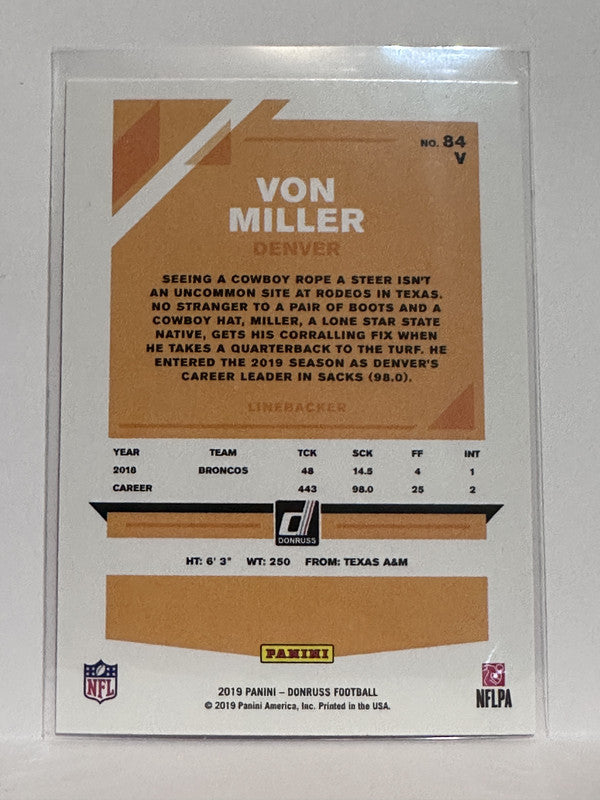 NO. 84
V
VON
MILLER
DENVER
SEEING A COWBOY ROPE A STEER ISN'T
AN UNCOMMON SITE AT RODEOS IN TEXAS.
NO STRANGER TO A PAIR OF BOOTS AND A
COWBOY HAT, MILLER, A LONE STAR STATE
NATIVE, GETS HIS CORRALLING FIX WHEN
HE TAKES A QUARTERBACK TO THE TURF. HE
ENTERED THE 2019 SEASON AS DENVER'S
CAREER LEADER IN SACKS (98.0).
LINEBACKER
YEAR TEAM TCK SCK FF INT
2018 BRONCOS 48 14.5 4 1
CAREER 443 98.0 25 2
d
DONRUSS
HT: 6' 3" WT: 250 FROM: TEXAS A&M
PANINI
NFL
2019 PANINI – DONRUSS FOOTBALL
© 2019 Panini America, Inc. Printed in the USA.
NFLPA